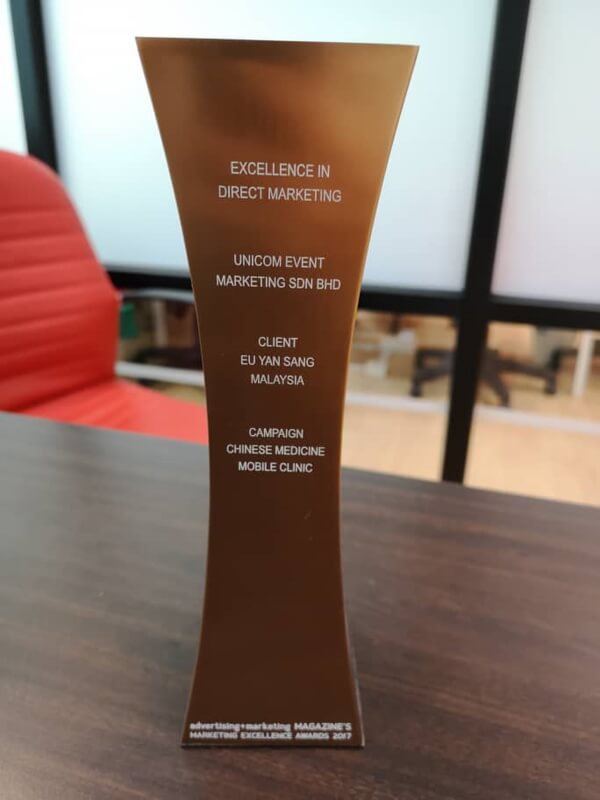 EXCELLENCE IN
DIRECT MARKETING
UNICOM EVENT
MARKETING SDN BHD
CLIENT
EU YAN SANG
MALAYSIA
CAMPAIGN
CHINESE MEDICINE
MOBILE CLINIC
advertising+marketing MAGAZINE'S
MARKETING EXCELLENCE AWARDS 2017